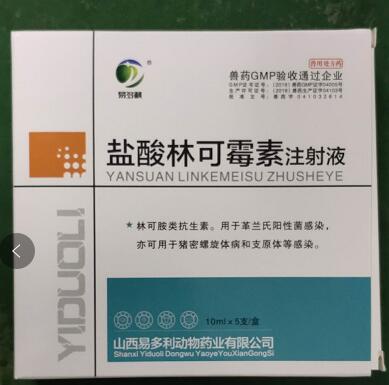 兽用处方药
兽药GMP验收通过企业
易多利
®
盐酸林可霉素注射液
YANSUAN LINKEMEISU ZHUSHEYE
★ 林可胺类抗生素。用于革兰氏阳性菌感染，
亦可用于猪密螺旋体病和支原体等感染。
YIDUOLI
10ml×5支/盒
山西易多利动物药业有限公司
Shanxi Yiduoli Dongwu YaoyeYouXianGongSi